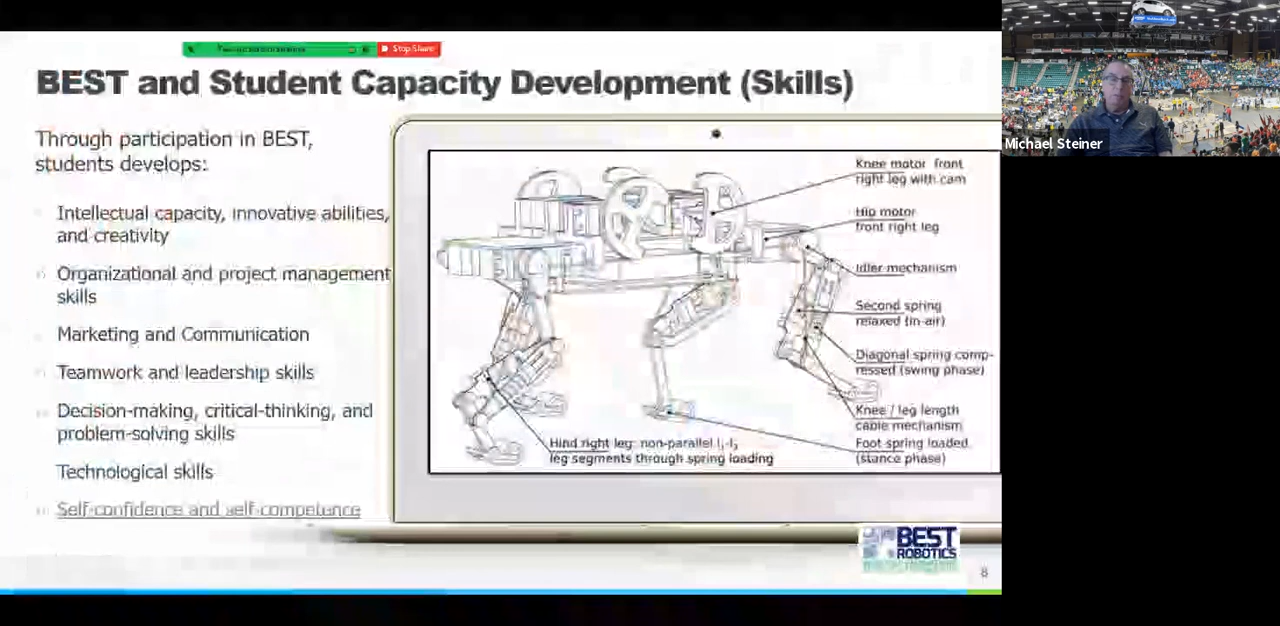 Stop Share
BEST and Student Capacity Development (Skills)
Michael Steiner
Through participation in BEST,
students develops:
Intellectual capacity, innovative abilities,
and creativity
Organizational and project management
skills
Marketing and Communication
Teamwork and leadership skills
Decision-making, critical-thinking, and
problem-solving skills
Technological skills
Self-confidence and self-competence
Knee motor front
right leg with cam
Hip motor
front right leg
Idler mechanism
Second spring
relaxed (in-air)
Diagonal spring comp-
ressed (swing phase)
Knee / leg length
cable mechanism
Foot spring loaded
(stance phase)
Hind right leg: non-parallel
leg segments through spring loading
BEST
ROBOTICS
8